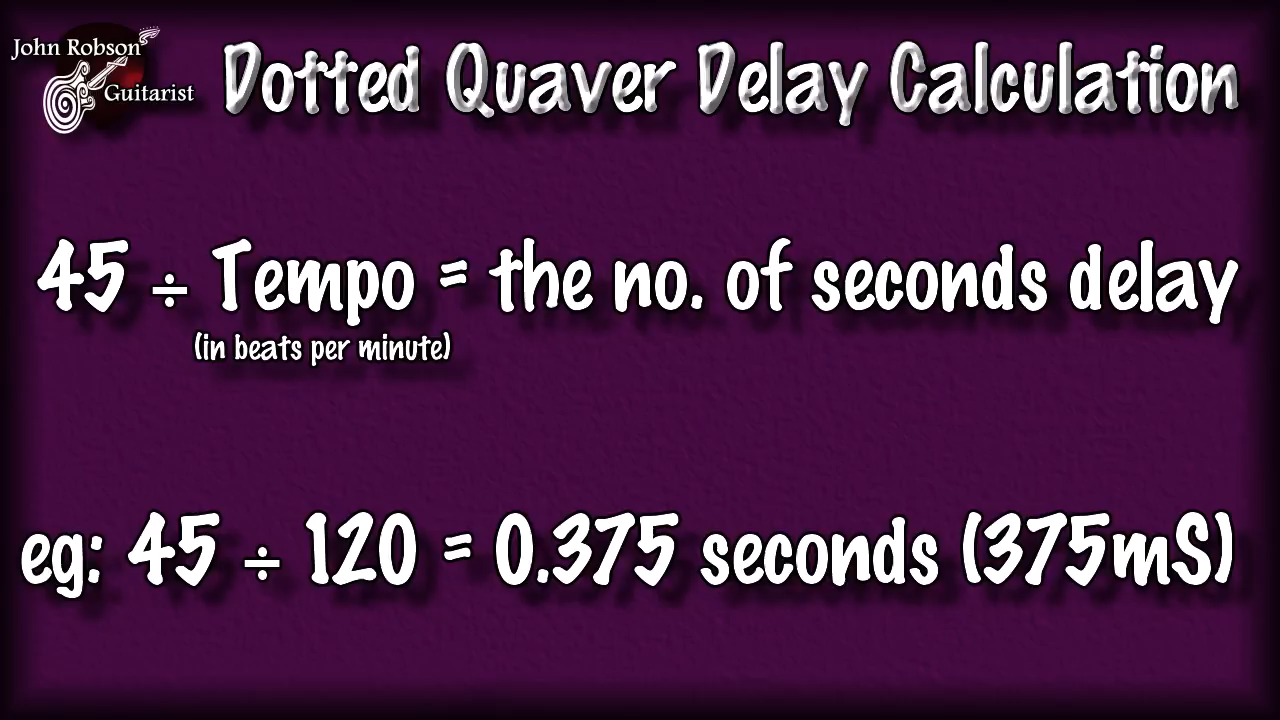 John Robson
Guitarist
Dotted Quaver Delay Calculation
45 ÷ Tempo = the no. of seconds delay
(in beats per minute)
eg: 45 ÷ 120 = 0.375 seconds (375mS)